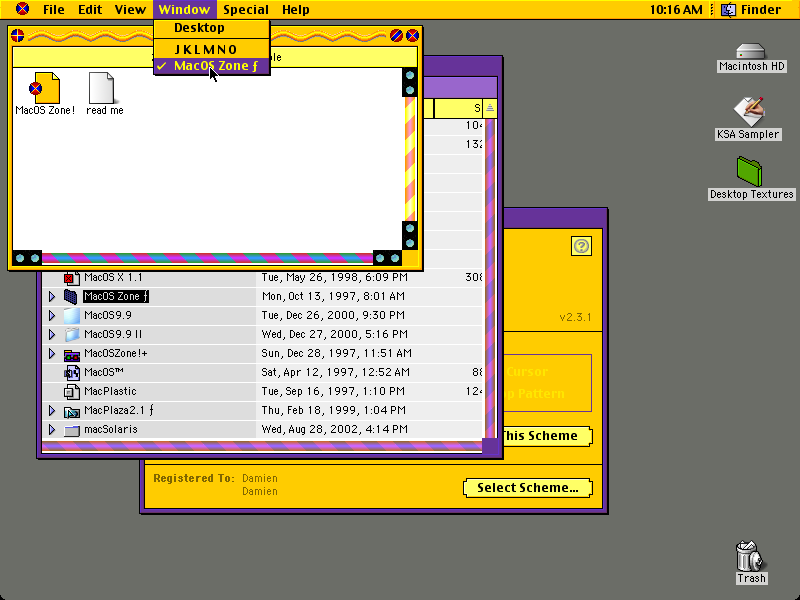 File Edit View Window Special Help 10:16 AM Finder
Desktop
J K L M N O
✓ MacOS Zone ƒ
MacOS Zone!
read me
Macintosh HD
KSA Sampler
Desktop Textures
MacOS X 1.1 Tue, May 26, 1998, 6:09 PM 308
MacOS Zone ƒ Mon, Oct 13, 1997, 8:01 AM
MacOS9.9 Tue, Dec 26, 2000, 9:30 PM
MacOS9.9 II Wed, Dec 27, 2000, 5:16 PM
MacOSZone!+ Sun, Dec 28, 1997, 11:51 AM
MacOS™ Sat, Apr 12, 1997, 12:52 AM 88
MacPlastic Tue, Sep 16, 1997, 1:10 PM 124
MacPlaza2.1 ƒ Thu, Feb 18, 1999, 1:04 PM
macSolaris Wed, Aug 28, 2002, 4:14 PM
v2.3.1
Cursor
Pattern
This Scheme
Registered To: Damien
Damien
Select Scheme...
Trash